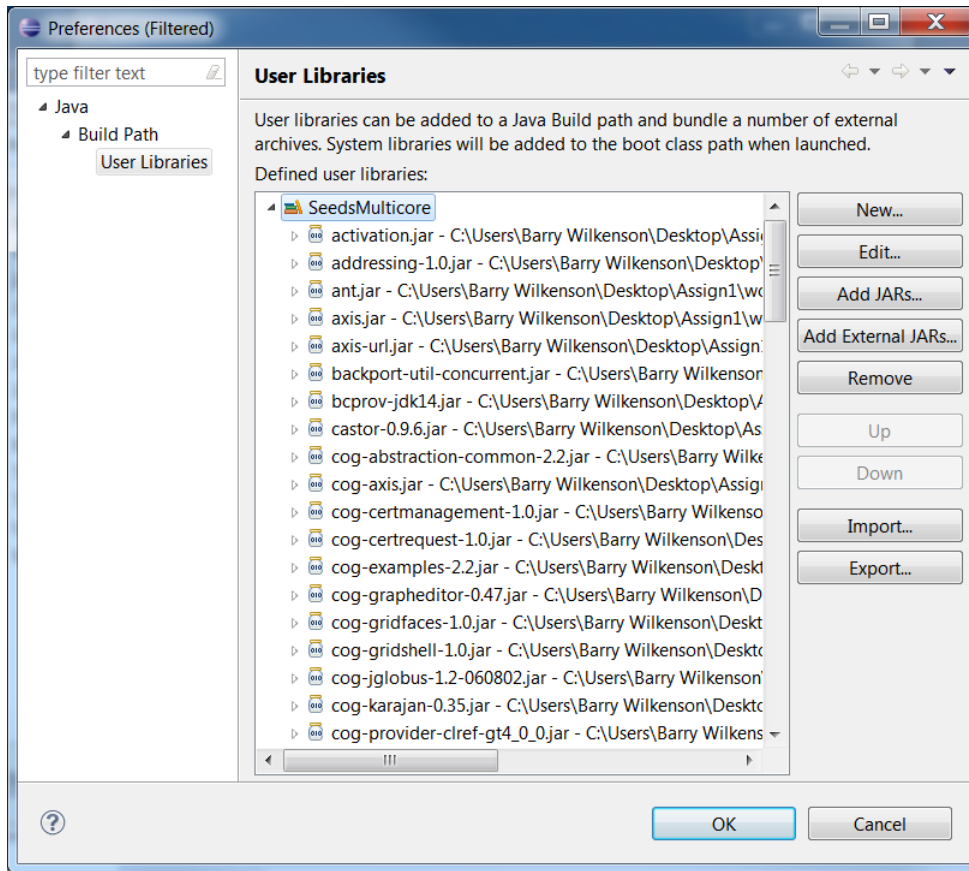 Preferences (Filtered)
type filter text
Java
Build Path
User Libraries
User Libraries
User libraries can be added to a Java Build path and bundle a number of external
archives. System libraries will be added to the boot class path when launched.
Defined user libraries:
SeedsMulticore
activation.jar - C:\Users\Barry Wilkenson\Desktop\Assi
addressing-1.0.jar - C:\Users\Barry Wilkenson\Desktop\
ant.jar - C:\Users\Barry Wilkenson\Desktop\Assign1\wo
axis.jar - C:\Users\Barry Wilkenson\Desktop\Assign1\w
axis-url.jar - C:\Users\Barry Wilkenson\Desktop\Assign
backport-util-concurrent.jar - C:\Users\Barry Wilkenson
bcprov-jdk14.jar - C:\Users\Barry Wilkenson\Desktop\A
castor-0.9.6.jar - C:\Users\Barry Wilkenson\Desktop\As
cog-abstraction-common-2.2.jar - C:\Users\Barry Wilke
cog-axis.jar - C:\Users\Barry Wilkenson\Desktop\Assig
cog-certmanagement-1.0.jar - C:\Users\Barry Wilkenso
cog-certrequest-1.0.jar - C:\Users\Barry Wilkenson\Des
cog-examples-2.2.jar - C:\Users\Barry Wilkenson\Deskt
cog-grapheditor-0.47.jar - C:\Users\Barry Wilkenson\D
cog-gridfaces-1.0.jar - C:\Users\Barry Wilkenson\Deskt
cog-gridshell-1.0.jar - C:\Users\Barry Wilkenson\Deskto
cog-jglobus-1.2-060802.jar - C:\Users\Barry Wilkenson\
cog-karajan-0.35.jar - C:\Users\Barry Wilkenson\Deskto
cog-provider-clref-gt4_0_0.jar - C:\Users\Barry Wilkens
New...
Edit...
Add JARs...
Add External JARs...
Remove
Up
Down
Import...
Export...
OK
Cancel